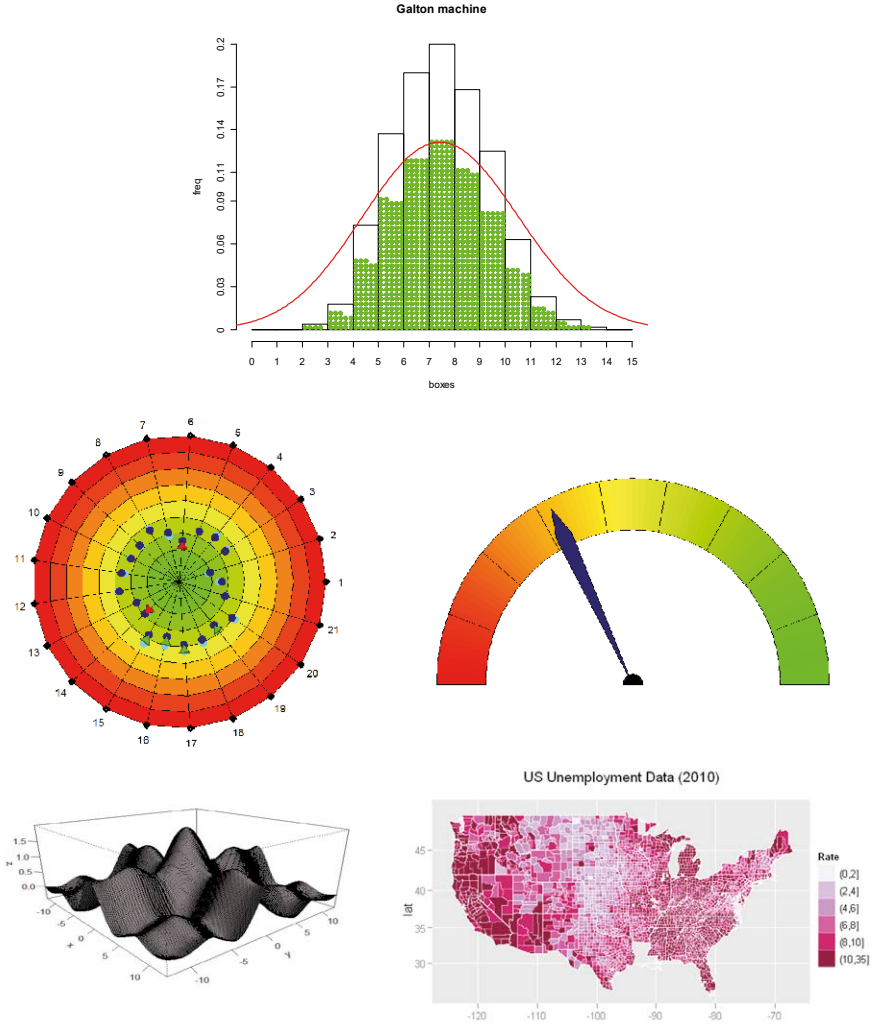 Galton machine
freq
0.2
0.17
0.14
0.11
0.09
0.06
0.03
0
0 1 2 3 4 5 6 7 8 9 10 11 12 13 14 15
boxes
7 6 5
8 4
9 3
10 2
11 1
12 21
13 20
14 19
15 18
16 17
US Unemployment Data (2010)
z
1.5
1.0
0.5
0.0
-10 -5 0 5 10
x
-10 -5 0 5 10
y
lat
45
40
35
30
-120 -110 -100 -90 -80 -70
Rate
(0,2]
(2,4]
(4,6]
(6,8]
(8,10]
(10,35]